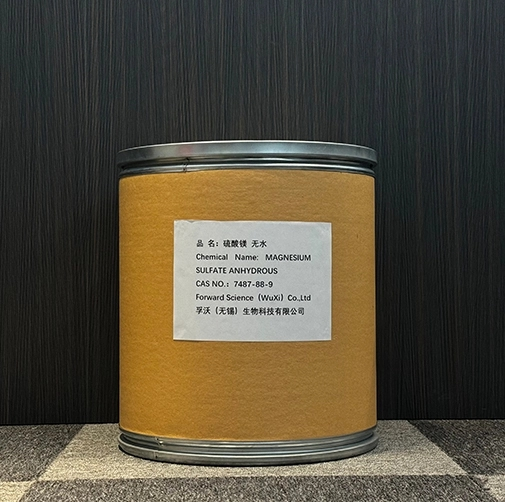 品 名：硫酸镁 无水
Chemical Name: MAGNESIUM
SULFATE ANHYDROUS
CAS NO.：7487-88-9
Forward Science（WuXi）Co.,Ltd
孚沃（无锡）生物科技有限公司